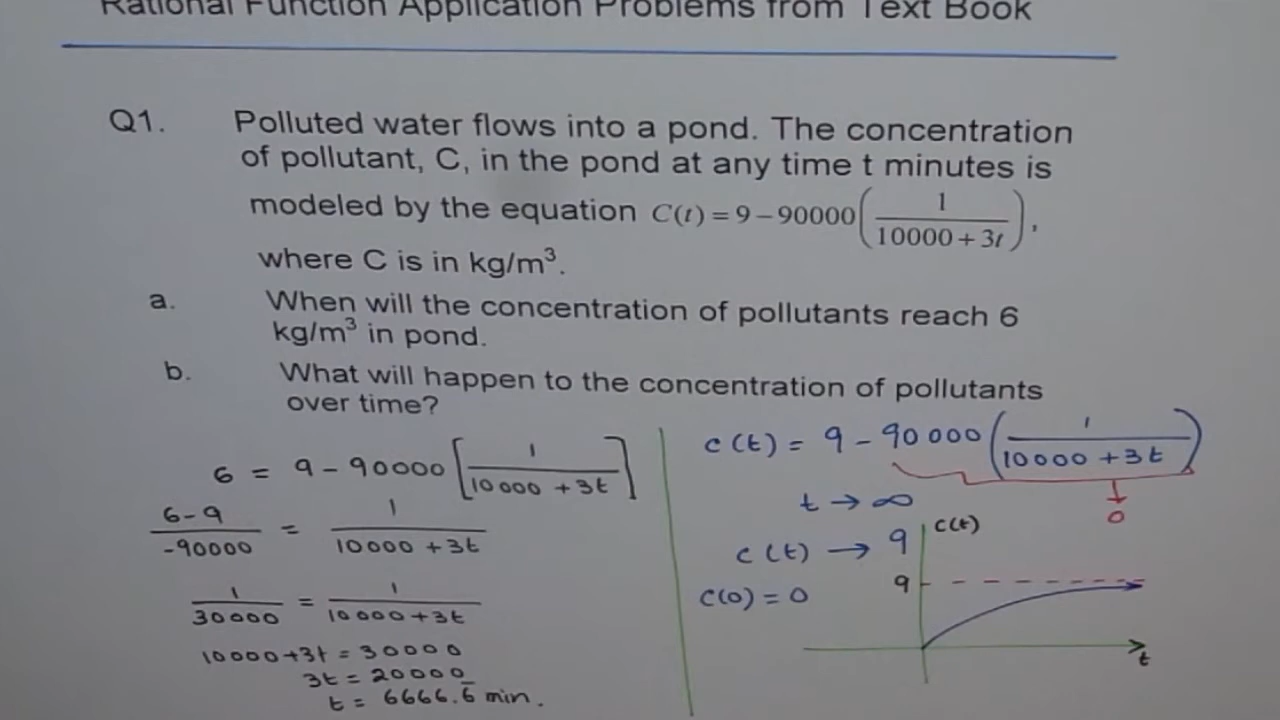 Rational Function Application Problems from Text Book
Q1. Polluted water flows into a pond. The concentration
of pollutant, C, in the pond at any time t minutes is
modeled by the equation C(t) = 9 − 90000(1/(10000 + 3t)),
where C is in kg/m³.
a. When will the concentration of pollutants reach 6
kg/m³ in pond.
b. What will happen to the concentration of pollutants
over time?
6 = 9 − 90000 [1/(10000 + 3t)]
(6−9)/(−90000) = 1/(10000 + 3t)
1/30000 = 1/(10000+3t)
10000+3t = 30000
3t = 20000
t = 6666.6̅ min.
C(t) = 9 − 90000 (1/(10000 + 3t))
↓
0
t → ∞
C(t) → 9
C(0) = 0
C(t)
9
t